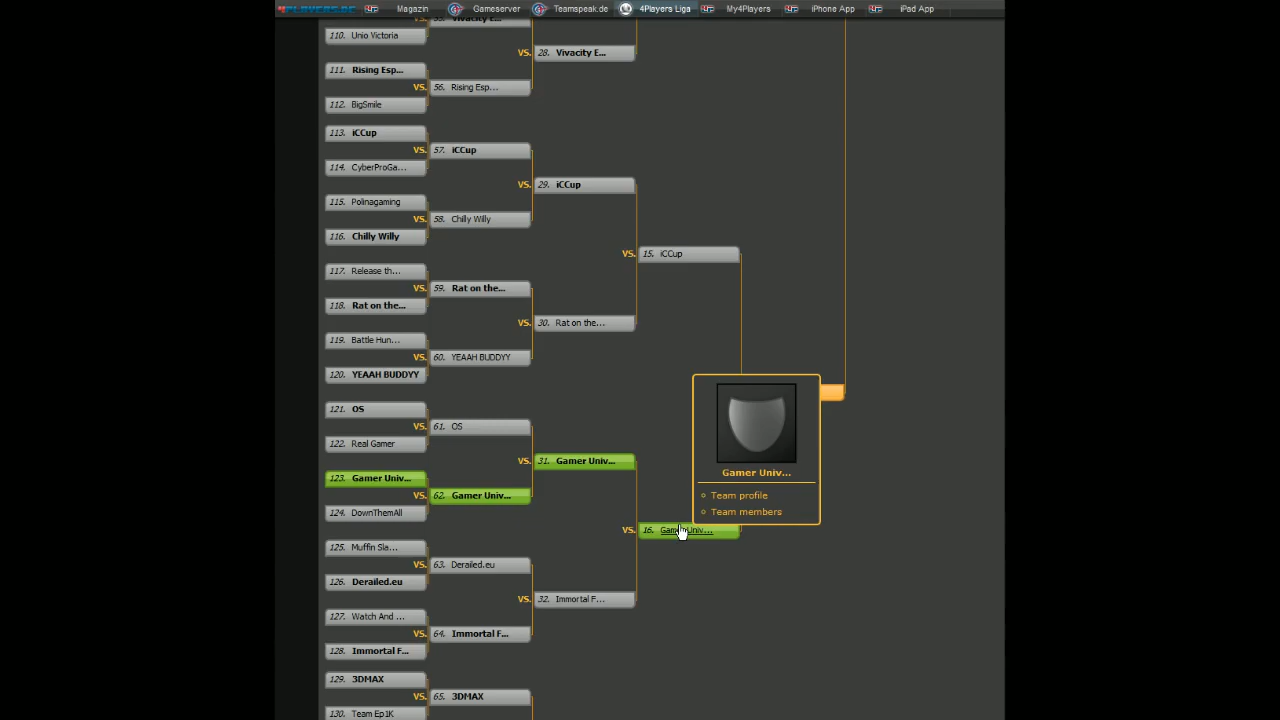 4PLAYERS.DE Magazin Gameserver Teamspeak.de 4Players Liga My4Players iPhone App iPad App
55. Vivacity E...
110. Unio Victoria
VS. 28. Vivacity E...
111. Rising Esp...
VS. 56. Rising Esp...
112. BigSmile
113. iCCup
VS. 57. iCCup
114. CyberProGa...
VS. 29. iCCup
115. Polinagaming
VS. 58. Chilly Willy
116. Chilly Willy
VS. 15. iCCup
117. Release th...
VS. 59. Rat on the...
118. Rat on the...
VS. 30. Rat on the...
119. Battle Hun...
VS. 60. YEAAH BUDDYY
120. YEAAH BUDDYY
121. OS
VS. 61. OS
122. Real Gamer
VS. 31. Gamer Univ...
Gamer Univ...
123. Gamer Univ...
VS. 62. Gamer Univ...
Team profile
124. DownThemAll
Team members
VS. 16. Gamer Univ...
125. Muffin Sla...
VS. 63. Derailed.eu
126. Derailed.eu
VS. 32. Immortal F...
127. Watch And ...
VS. 64. Immortal F...
128. Immortal F...
129. 3DMAX
VS. 65. 3DMAX
130. Team Ep1K